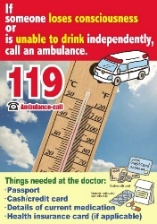 If
someone loses consciousness
or
is unable to drink independently,
call an ambulance.
119
Ambulance-call
Things needed at the doctor:
·Passport
·Cash/credit card
·Details of current medication
·Health insurance card (if applicable)